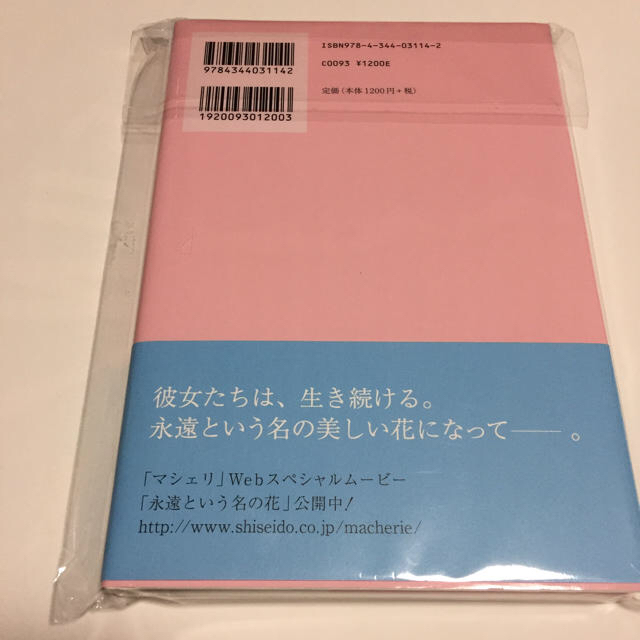 ISBN978-4-344-03114-2
9784344031142
C0093 ¥1200E
定価(本体1200円+税)
1920093012003
彼女たちは、生き続ける。
永遠という名の美しい花になって——。
「マシェリ」Webスペシャルムービー
「永遠という名の花」公開中!
http://www.shiseido.co.jp/macherie/